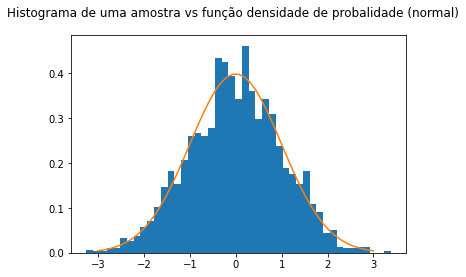 Histograma de uma amostra vs função densidade de probalidade (normal)
0.4
0.3
0.2
0.1
0.0
−3 −2 −1 0 1 2 3